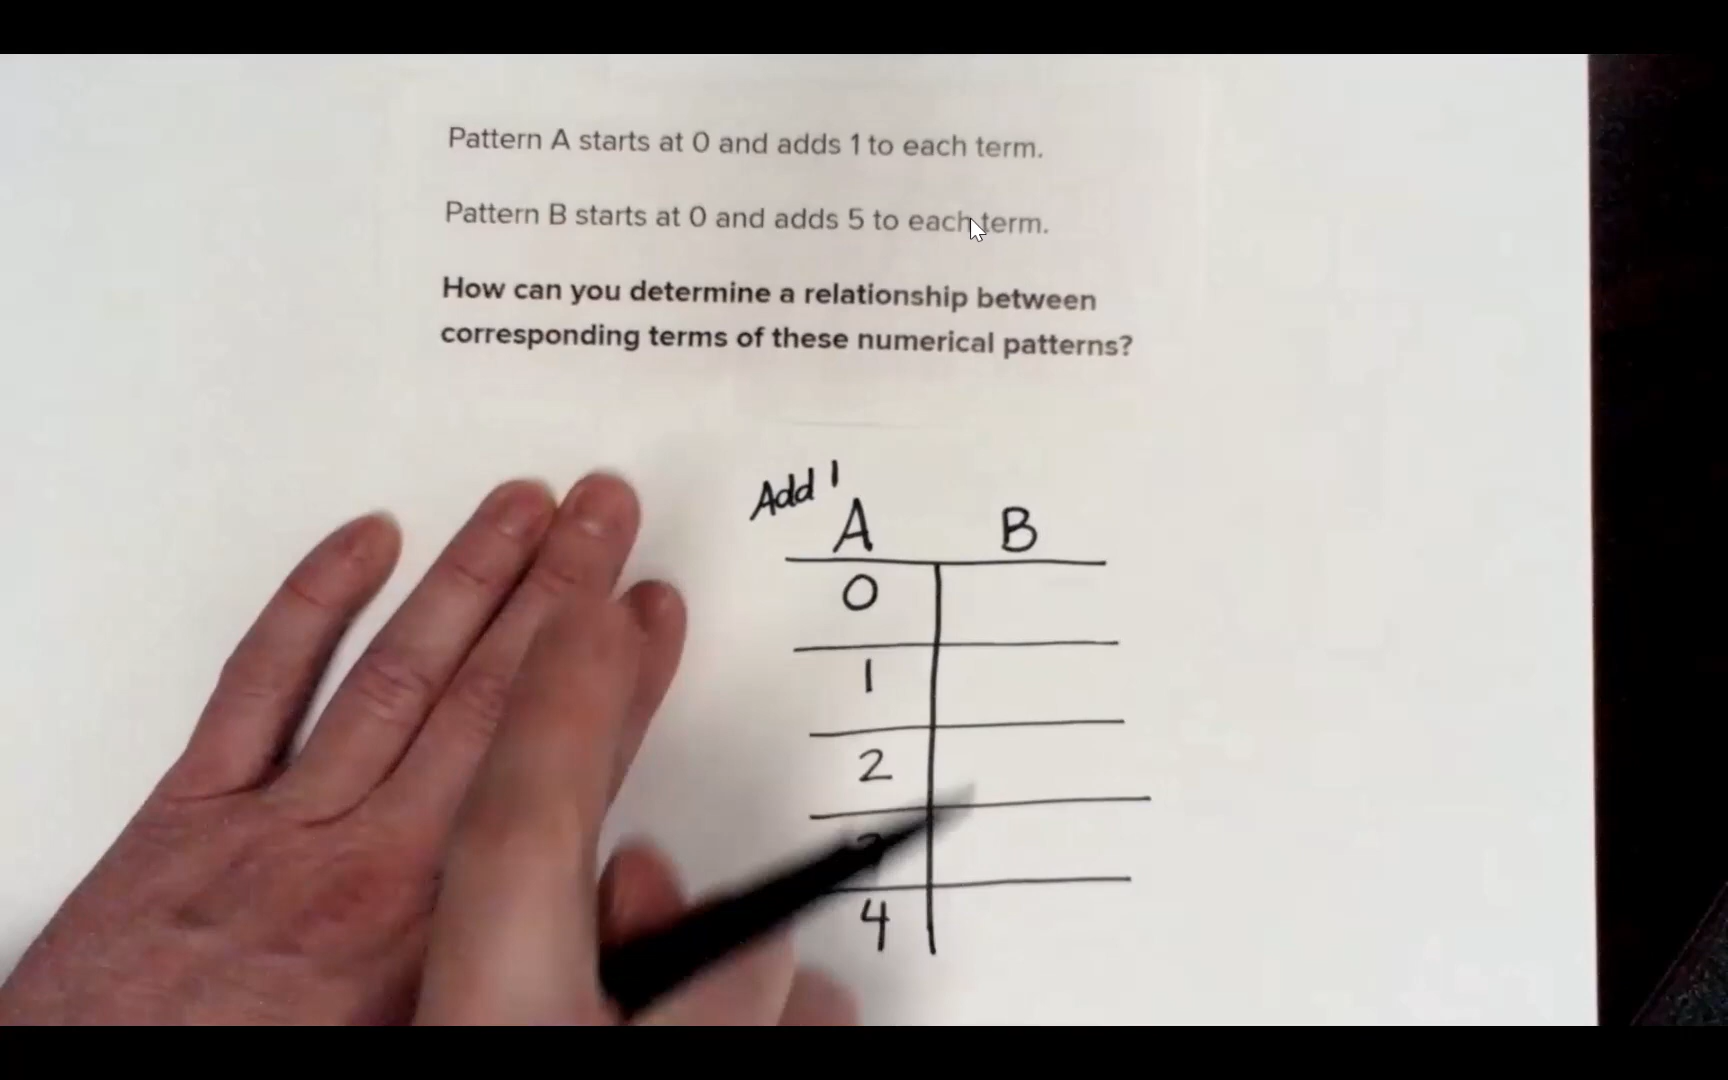 Pattern A starts at 0 and adds 1 to each term.
Pattern B starts at 0 and adds 5 to each term.
How can you determine a relationship between
corresponding terms of these numerical patterns?
Add 1
A B
0
1
2
4